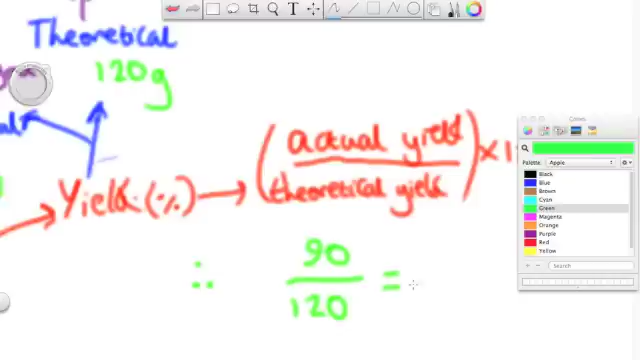 Theoretical
120g
Yield (%) → (actual yield
theoretical yield) × 1
∴ 90
120 =
Colors
Palette: Apple
Black
Blue
Brown
Cyan
Green
Magenta
Orange
Purple
Red
Yellow
Search